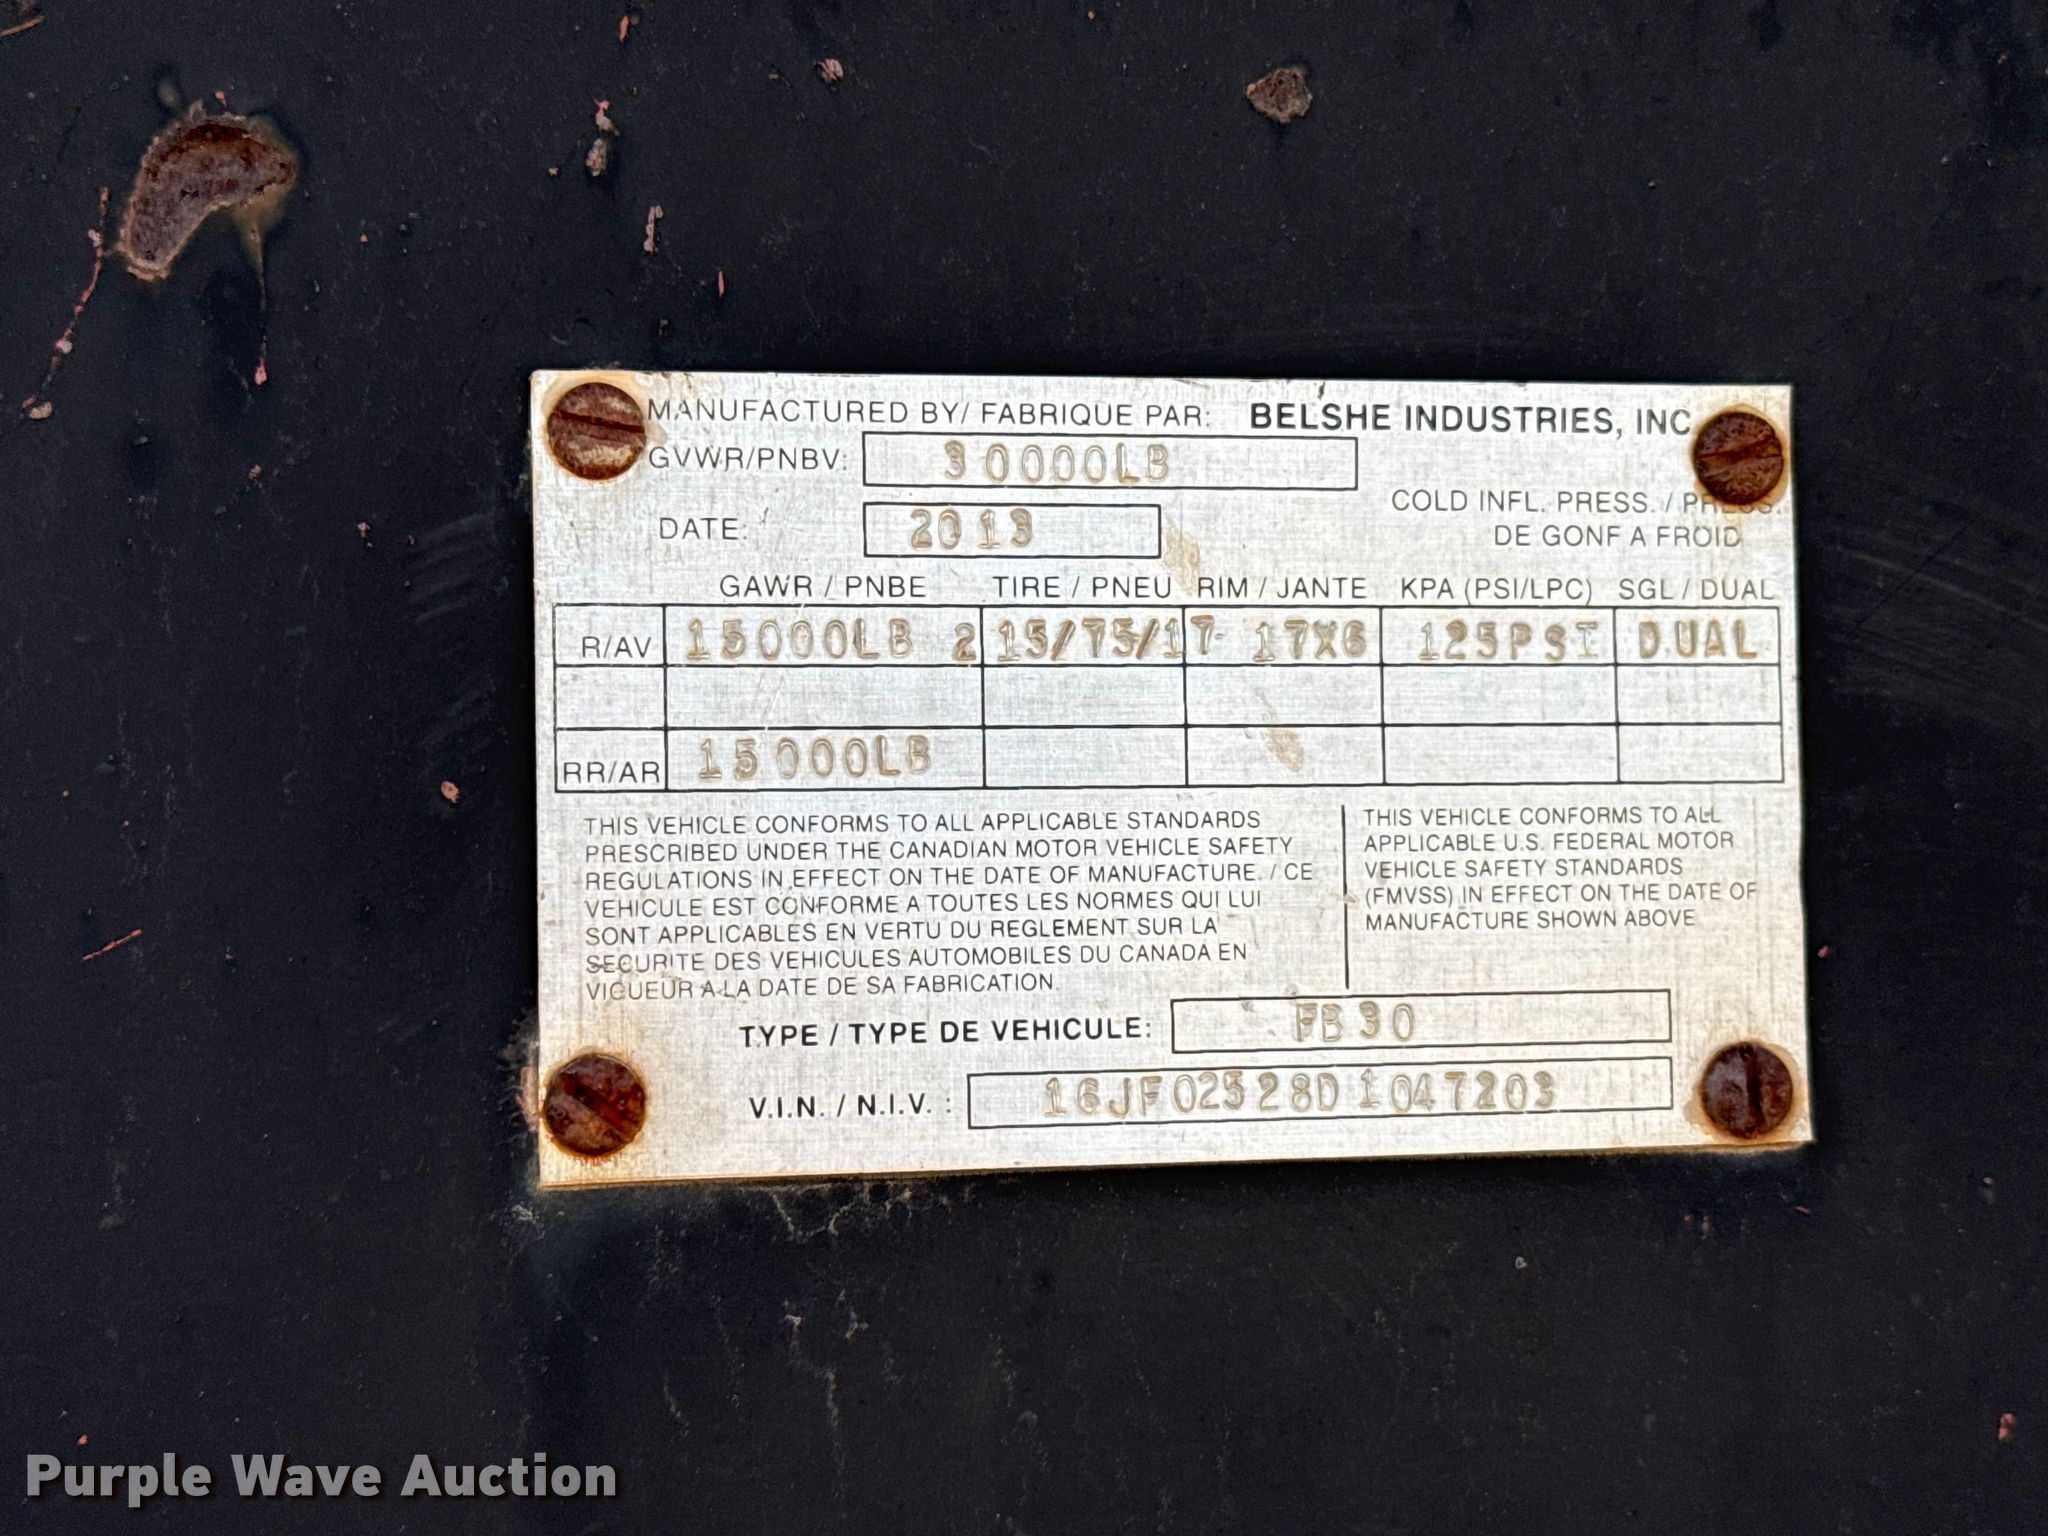 MANUFACTURED BY/ FABRIQUE PAR: BELSHE INDUSTRIES, INC
GVWR/PNBV: 30000LB
COLD INFL. PRESS. / PRESS.
DATE: 2013
DE GONF A FROID
GAWR / PNBE TIRE / PNEU RIM / JANTE KPA (PSI/LPC) SGL / DUAL
R/AV 15000LB 215/75/17 17X6 125PSI DUAL
RR/AR 15000LB
THIS VEHICLE CONFORMS TO ALL APPLICABLE STANDARDS
PRESCRIBED UNDER THE CANADIAN MOTOR VEHICLE SAFETY
REGULATIONS IN EFFECT ON THE DATE OF MANUFACTURE. / CE
VEHICULE EST CONFORME A TOUTES LES NORMES QUI LUI
SONT APPLICABLES EN VERTU DU REGLEMENT SUR LA
SECURITE DES VEHICULES AUTOMOBILES DU CANADA EN
VIGUEUR A LA DATE DE SA FABRICATION.
THIS VEHICLE CONFORMS TO ALL
APPLICABLE U.S. FEDERAL MOTOR
VEHICLE SAFETY STANDARDS
(FMVSS) IN EFFECT ON THE DATE OF
MANUFACTURE SHOWN ABOVE
TYPE / TYPE DE VEHICULE: FB30
V.I.N. / N.I.V. : 16JF02528D1047203
Purple Wave Auction